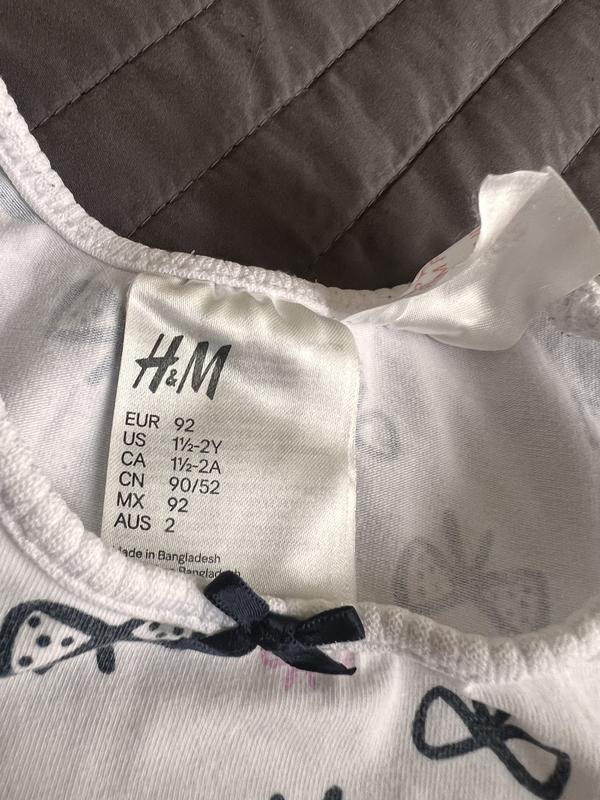 H&M
EUR 92
US 1½-2Y
CA 1½-2A
CN 90/52
MX 92
AUS 2
Made in Bangladesh
Bangladesh